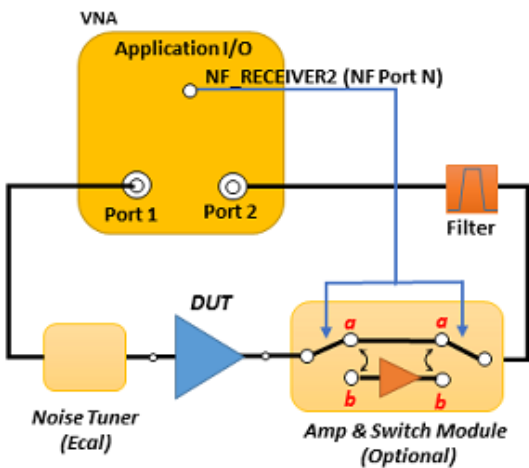 VNA
Application I/O
NF_RECEIVER2 (NF Port N)
Port 1
Port 2
Filter
DUT
a
a
b
b
Noise Tuner
(Ecal)
Amp & Switch Module
(Optional)